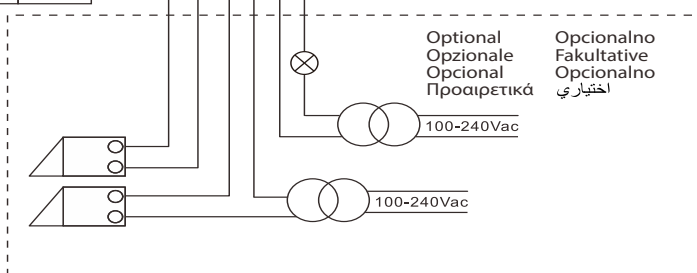 Optional
Opzionale
Opcional
Προαιρετικά
Opcionalno
Fakultative
Opcionalno
اختياري
100-240Vac
100-240Vac